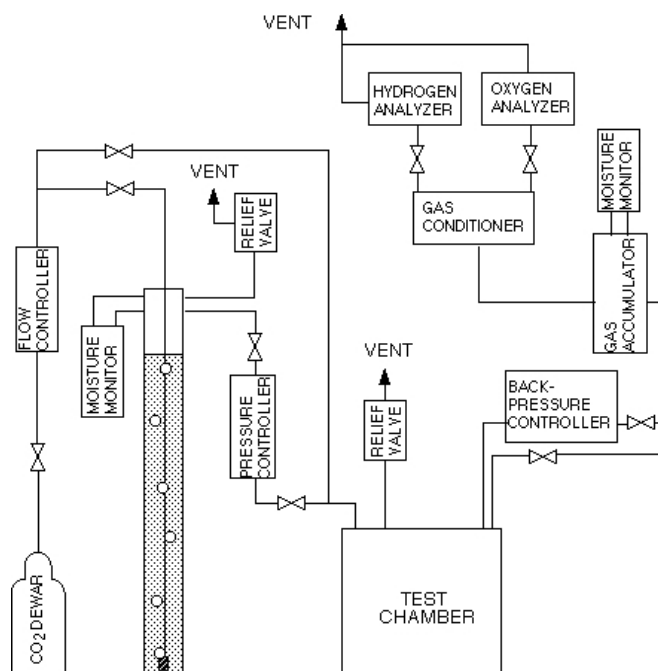 VENT
HYDROGEN
ANALYZER
OXYGEN
ANALYZER
MOISTURE
MONITOR
VENT
RELIEF
VALVE
GAS
CONDITIONER
FLOW
CONTROLLER
GAS
ACCUMULATOR
MOISTURE
MONITOR
PRESSURE
CONTROLLER
VENT
RELIEF
VALVE
BACK-
PRESSURE
CONTROLLER
CO2 DEWAR
TEST
CHAMBER